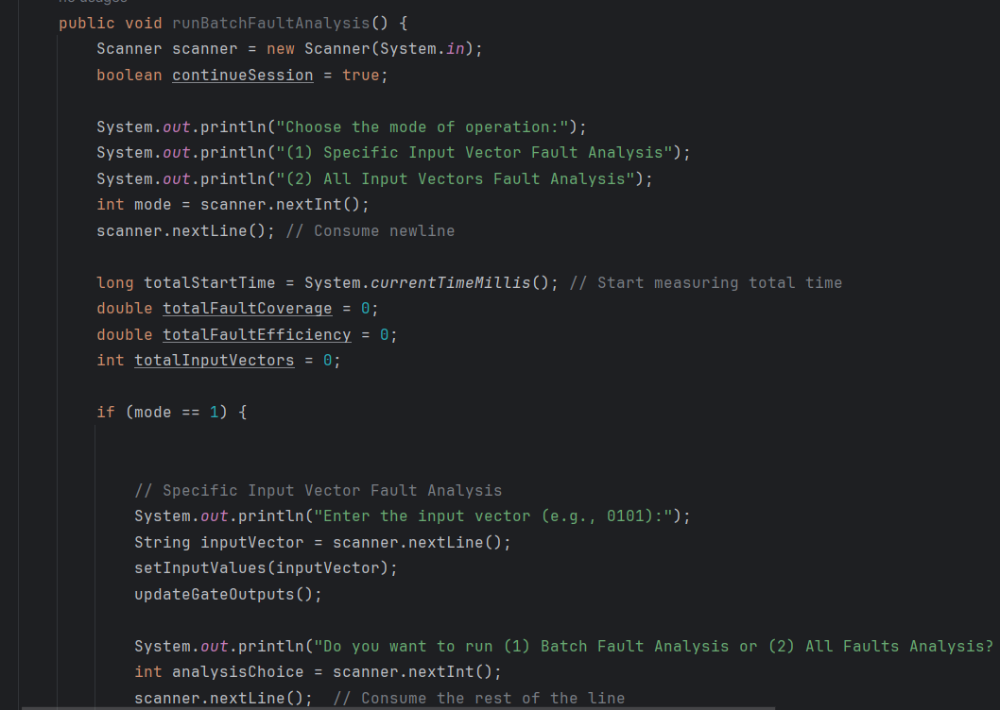 no usages
public void runBatchFaultAnalysis() {
Scanner scanner = new Scanner(System.in);
boolean continueSession = true;
System.out.println("Choose the mode of operation:");
System.out.println("(1) Specific Input Vector Fault Analysis");
System.out.println("(2) All Input Vectors Fault Analysis");
int mode = scanner.nextInt();
scanner.nextLine(); // Consume newline
long totalStartTime = System.currentTimeMillis(); // Start measuring total time
double totalFaultCoverage = 0;
double totalFaultEfficiency = 0;
int totalInputVectors = 0;
if (mode == 1) {
// Specific Input Vector Fault Analysis
System.out.println("Enter the input vector (e.g., 0101):");
String inputVector = scanner.nextLine();
setInputValues(inputVector);
updateGateOutputs();
System.out.println("Do you want to run (1) Batch Fault Analysis or (2) All Faults Analysis?
int analysisChoice = scanner.nextInt();
scanner.nextLine(); // Consume the rest of the line